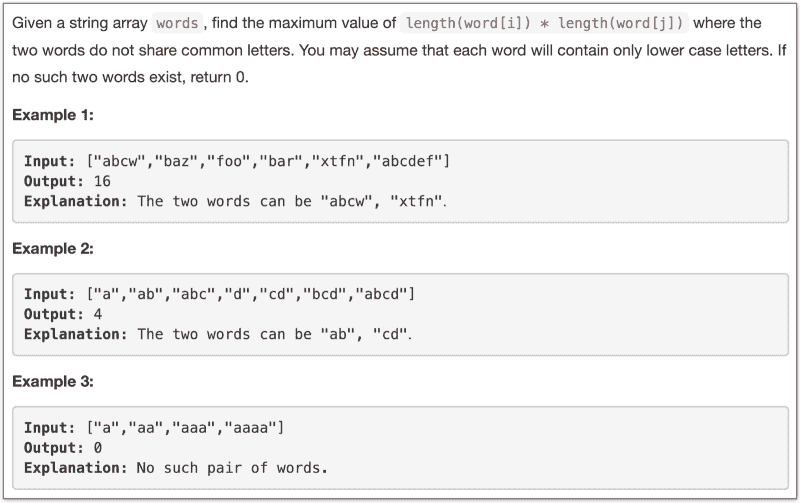 Given a string array words , find the maximum value of length(word[i]) * length(word[j]) where the
two words do not share common letters. You may assume that each word will contain only lower case letters. If
no such two words exist, return 0.
Example 1:
Input: ["abcw","baz","foo","bar","xtfn","abcdef"]
Output: 16
Explanation: The two words can be "abcw", "xtfn".
Example 2:
Input: ["a","ab","abc","d","cd","bcd","abcd"]
Output: 4
Explanation: The two words can be "ab", "cd".
Example 3:
Input: ["a","aa","aaa","aaaa"]
Output: 0
Explanation: No such pair of words.